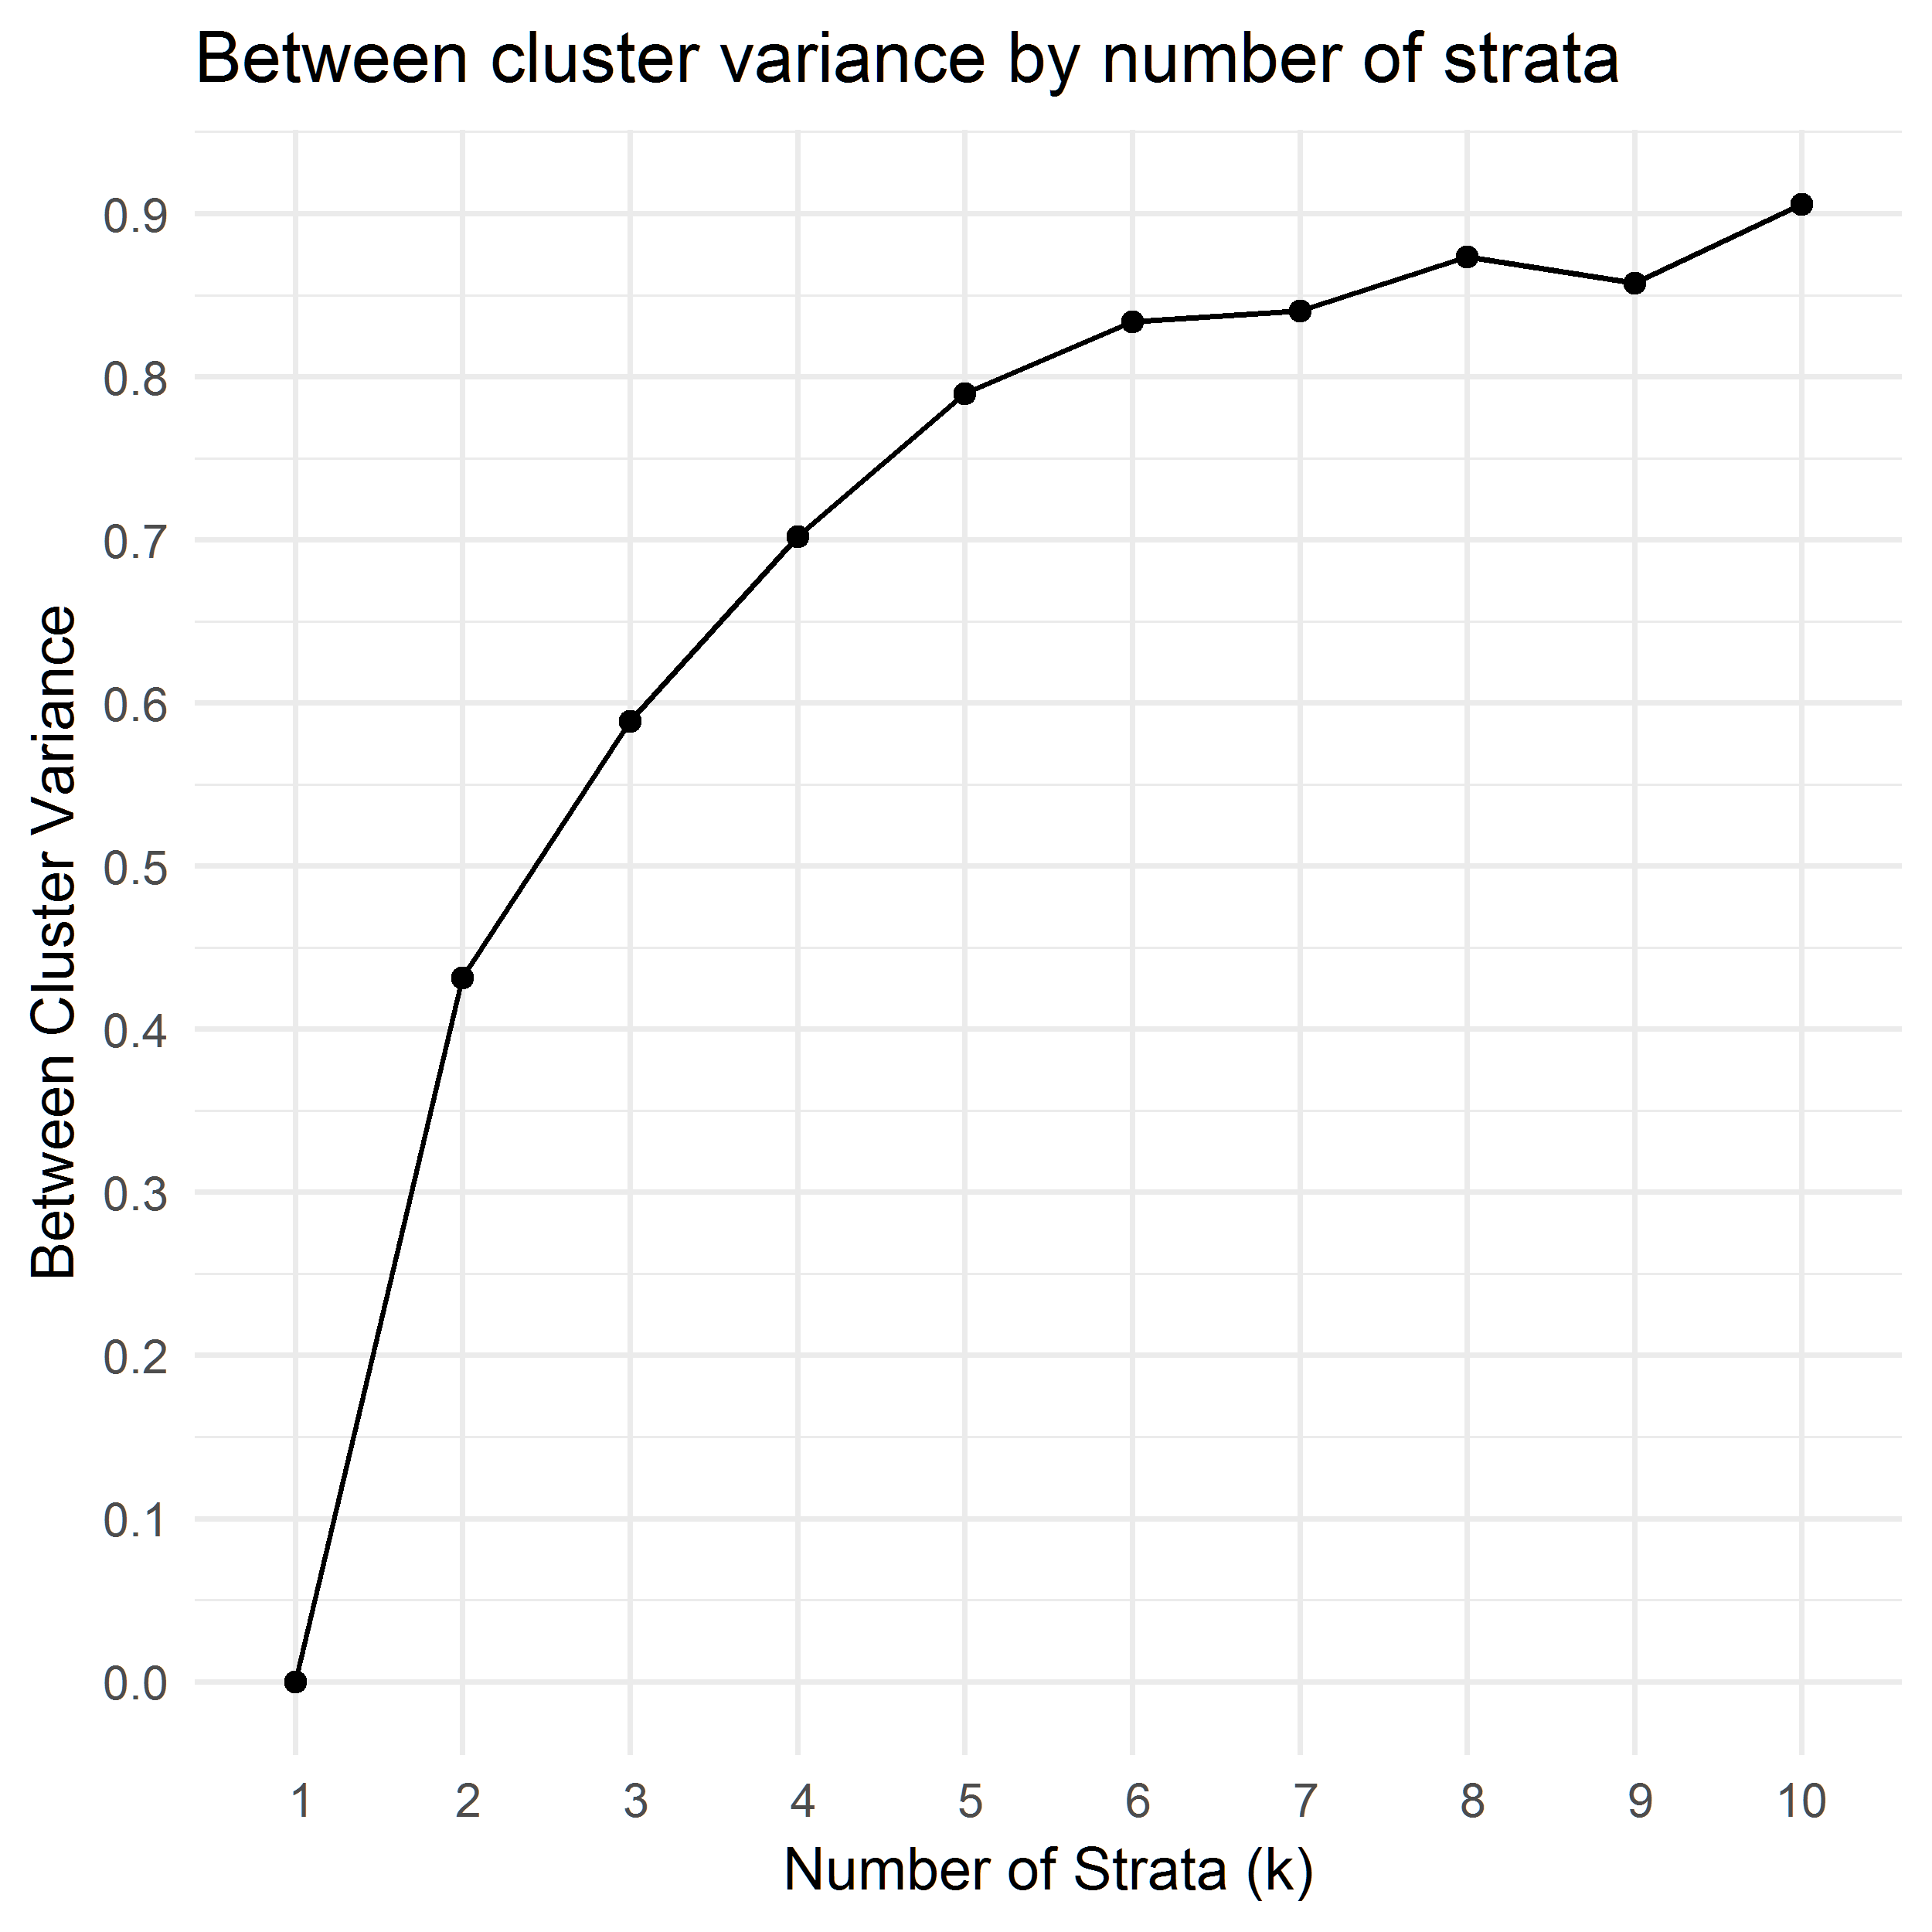 Between cluster variance by number of strata
Between Cluster Variance
0.9
0.8
0.7
0.6
0.5
0.4
0.3
0.2
0.1
0.0
1 2 3 4 5 6 7 8 9 10
Number of Strata (k)